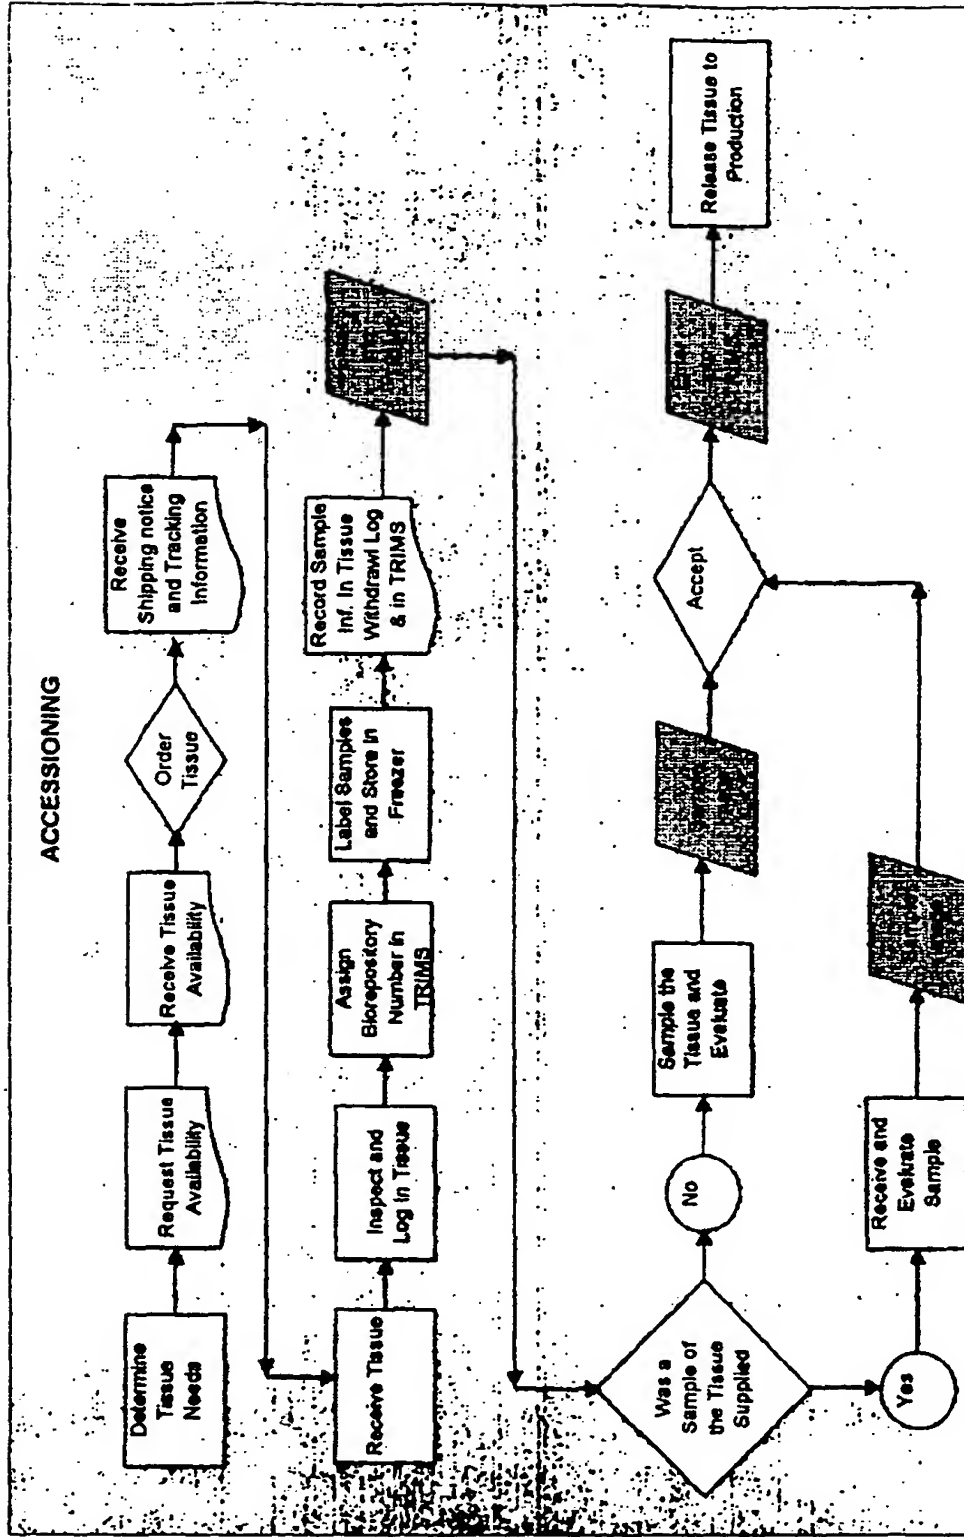 ACCESSIONING
Determine
Tissue
Needs
Request Tissue
Availability
Receive Tissue
Availability
Order
Tissue
Receive
Shipping notice
and Tracking
Information
Receive Tissue
Inspect and
Log In Tissue
Assign
Biorepository
Number in
TRIMS
Label Samples
and Store in
Freezer
Record Sample
Inf. In Tissue
Withdrawl Log
& in TRIMS
Was a
Sample of
the Tissue
Supplied
No
Sample the
Tissue and
Evaluate
Accept
Release Tissue to
Production
Yes
Receive and
Evaluate
Sample
Sample
Image